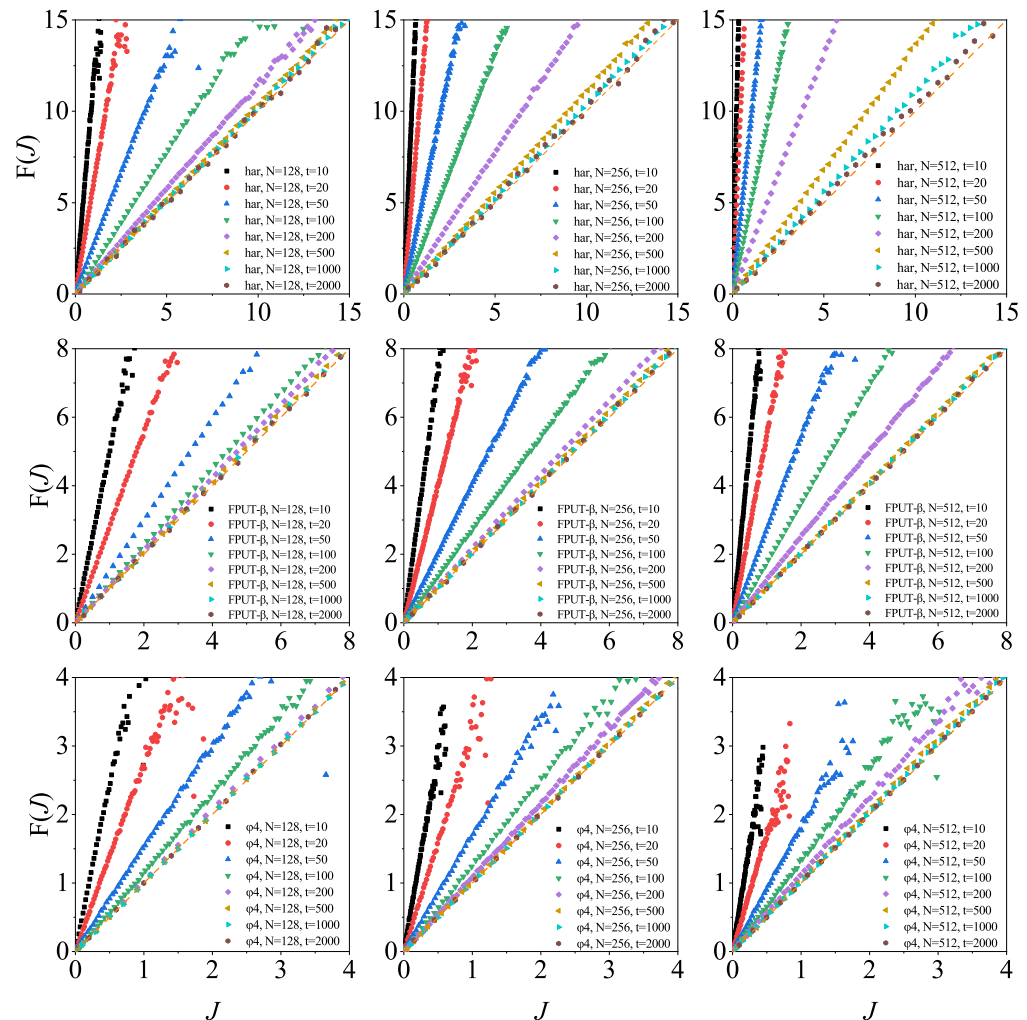 15
10
5
0
F(J)
har, N=128, t=10
har, N=128, t=20
har, N=128, t=50
har, N=128, t=100
har, N=128, t=200
har, N=128, t=500
har, N=128, t=1000
har, N=128, t=2000
0 5 10 15
15
10
5
0
har, N=256, t=10
har, N=256, t=20
har, N=256, t=50
har, N=256, t=100
har, N=256, t=200
har, N=256, t=500
har, N=256, t=1000
har, N=256, t=2000
0 5 10 15
15
10
5
0
har, N=512, t=10
har, N=512, t=20
har, N=512, t=50
har, N=512, t=100
har, N=512, t=200
har, N=512, t=500
har, N=512, t=1000
har, N=512, t=2000
0 5 10 15
8
6
4
2
0
F(J)
FPUT-β, N=128, t=10
FPUT-β, N=128, t=20
FPUT-β, N=128, t=50
FPUT-β, N=128, t=100
FPUT-β, N=128, t=200
FPUT-β, N=128, t=500
FPUT-β, N=128, t=1000
FPUT-β, N=128, t=2000
0 2 4 6 8
8
6
4
2
0
FPUT-β, N=256, t=10
FPUT-β, N=256, t=20
FPUT-β, N=256, t=50
FPUT-β, N=256, t=100
FPUT-β, N=256, t=200
FPUT-β, N=256, t=500
FPUT-β, N=256, t=1000
FPUT-β, N=256, t=2000
0 2 4 6 8
8
6
4
2
0
FPUT-β, N=512, t=10
FPUT-β, N=512, t=20
FPUT-β, N=512, t=50
FPUT-β, N=512, t=100
FPUT-β, N=512, t=200
FPUT-β, N=512, t=500
FPUT-β, N=512, t=1000
FPUT-β, N=512, t=2000
0 2 4 6 8
4
3
2
1
0
F(J)
φ4, N=128, t=10
φ4, N=128, t=20
φ4, N=128, t=50
φ4, N=128, t=100
φ4, N=128, t=200
φ4, N=128, t=500
φ4, N=128, t=1000
φ4, N=128, t=2000
0 1 2 3 4
J
4
3
2
1
0
φ4, N=256, t=10
φ4, N=256, t=20
φ4, N=256, t=50
φ4, N=256, t=100
φ4, N=256, t=200
φ4, N=256, t=500
φ4, N=256, t=1000
φ4, N=256, t=2000
0 1 2 3 4
J
4
3
2
1
0
φ4, N=512, t=10
φ4, N=512, t=20
φ4, N=512, t=50
φ4, N=512, t=100
φ4, N=512, t=200
φ4, N=512, t=500
φ4, N=512, t=1000
φ4, N=512, t=2000
0 1 2 3 4
J